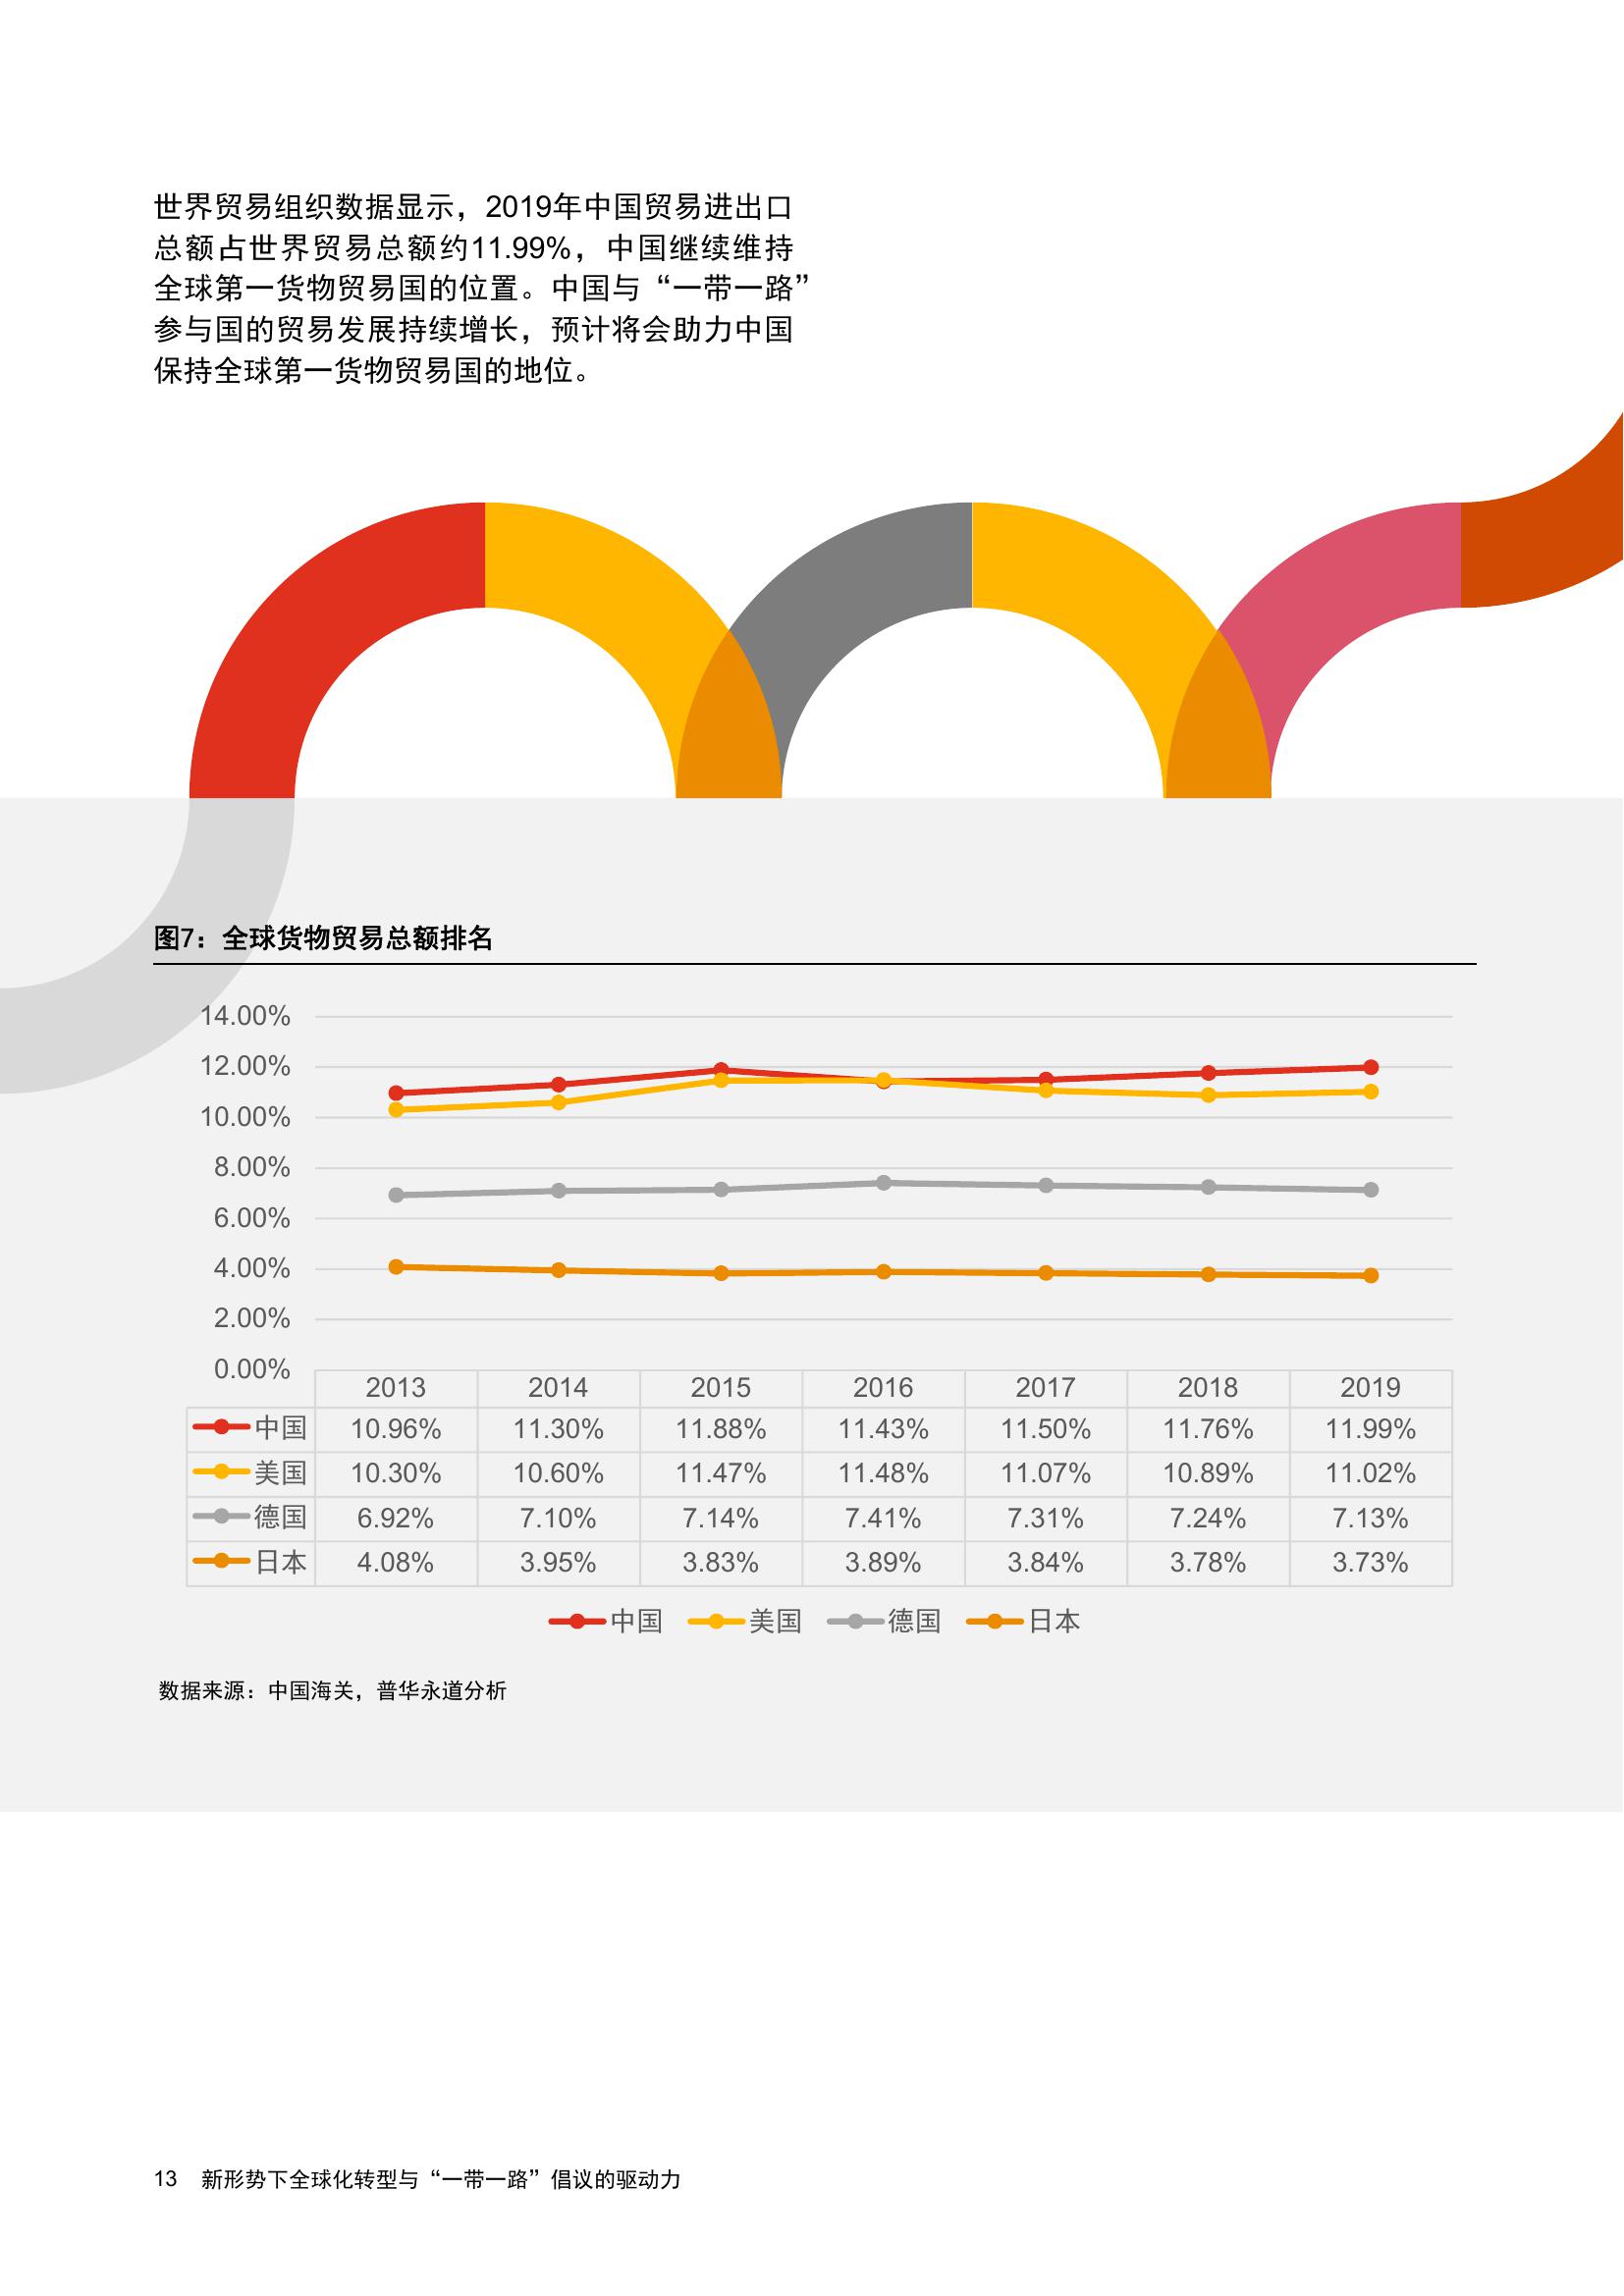 世界贸易组织数据显示，2019年中国贸易进出口
总额占世界贸易总额约11.99%，中国继续维持
全球第一货物贸易国的位置。中国与“一带一路”
参与国的贸易发展持续增长，预计将会助力中国
保持全球第一货物贸易国的地位。
图7：全球货物贸易总额排名
14.00%
12.00%
10.00%
8.00%
6.00%
4.00%
2.00%
0.00%
2013 2014 2015 2016 2017 2018 2019
中国 10.96% 11.30% 11.88% 11.43% 11.50% 11.76% 11.99%
美国 10.30% 10.60% 11.47% 11.48% 11.07% 10.89% 11.02%
德国 6.92% 7.10% 7.14% 7.41% 7.31% 7.24% 7.13%
日本 4.08% 3.95% 3.83% 3.89% 3.84% 3.78% 3.73%
中国 美国 德国 日本
数据来源：中国海关，普华永道分析
13 新形势下全球化转型与“一带一路”倡议的驱动力